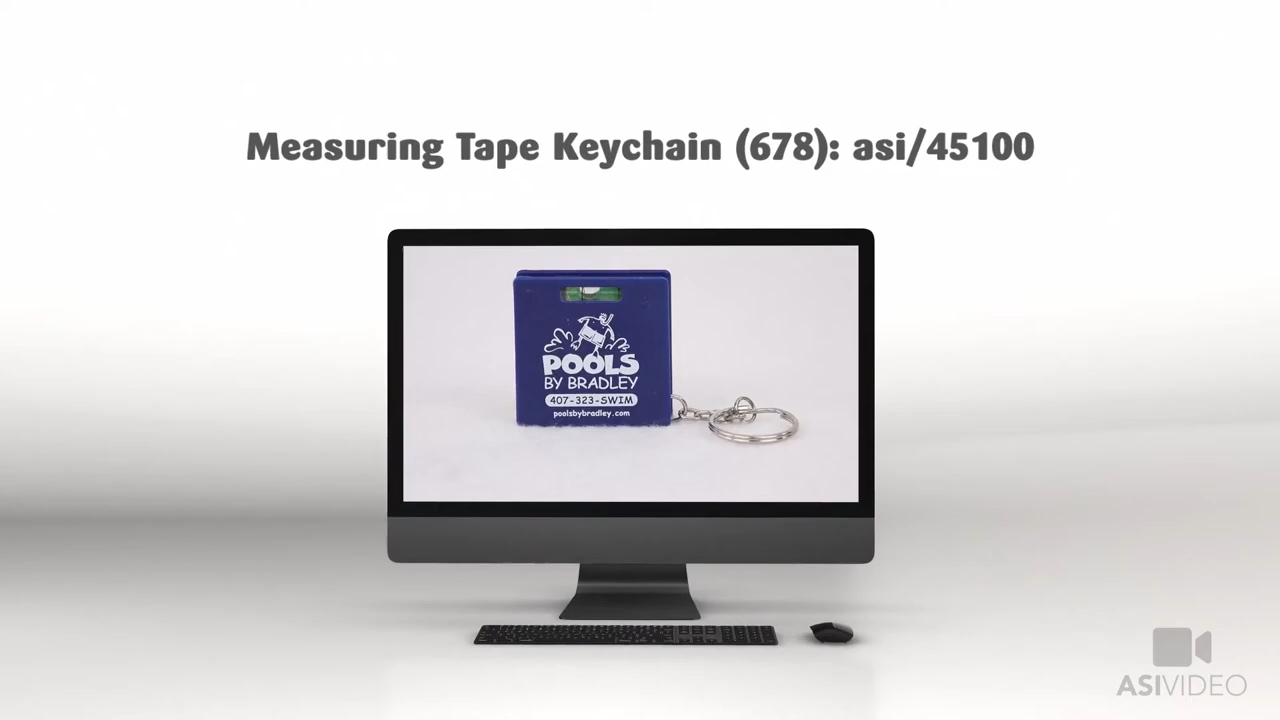 Measuring Tape Keychain (678): asi/45100
POOLS
BY BRADLEY
407-323-SWIM
poolsbybradley.com
ASIVIDEO